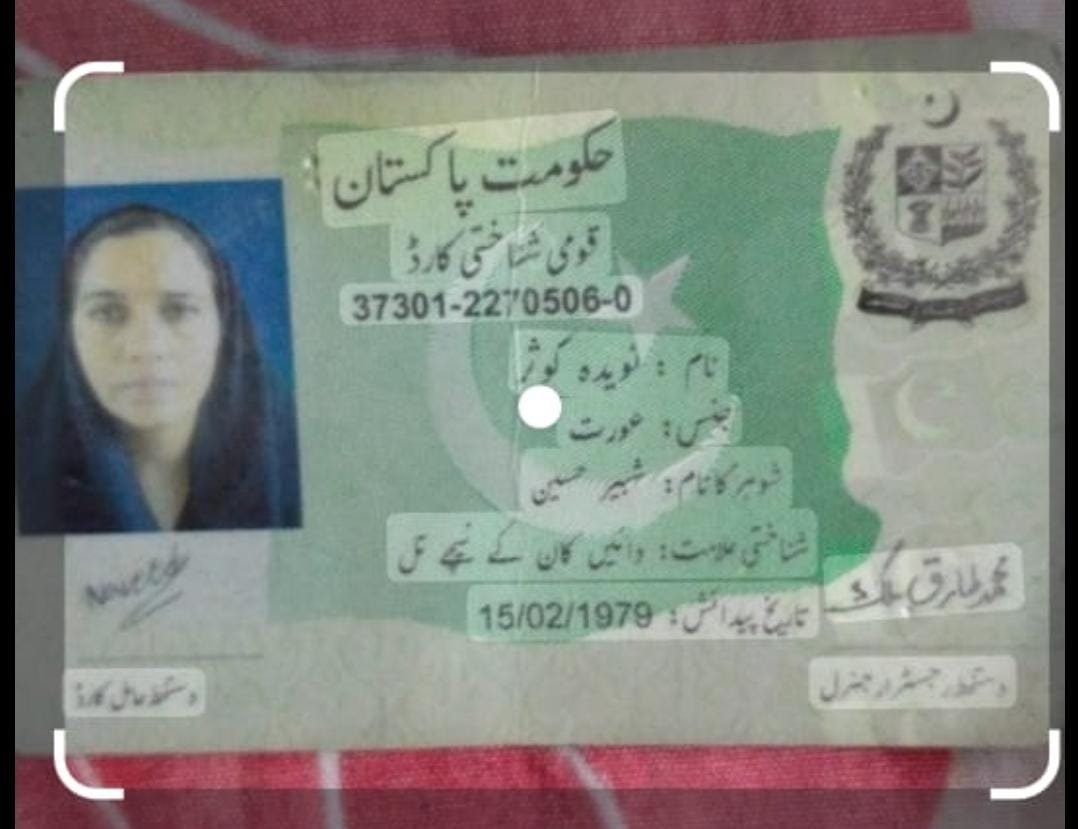 حکومت پاکستان
قومی شناختی کارڈ
37301-2270506-0
نام : نویدہ کوثر
جنس: عورت
شوہر کا نام: شبیر حسین
شناختی علامت: دائیں کان کے نیچے تل
تاریخ پیدائش: 15/02/1979
محمد طارق ملک
دستخط حامل کارڈ
دستخط رجسٹرار جنرل